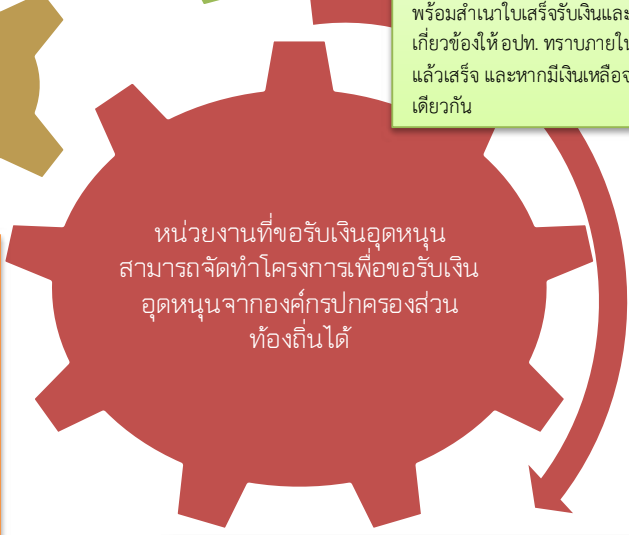 พร้อมสำเนาใบเสร็จรับเงินและ
เกี่ยวข้องให้ อปท. ทราบภายใน
แล้วเสร็จ และหากมีเงินเหลือจ
เดียวกัน
หน่วยงานที่ขอรับเงินอุดหนุน
สามารถจัดทำโครงการเพื่อขอรับเงิน
อุดหนุนจากองค์กรปกครองส่วน
ท้องถิ่นได้